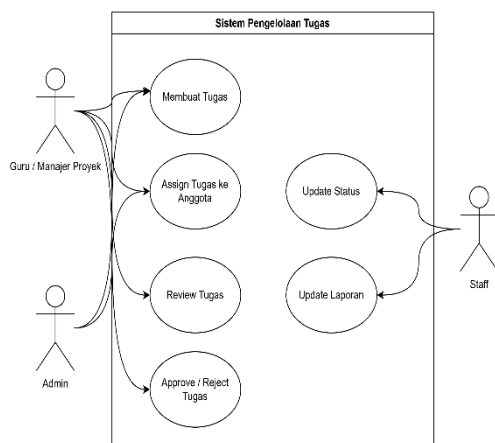 Sistem Pengelolaan Tugas
Membuat Tugas
Guru / Manajer Proyek
Assign Tugas ke
Anggota
Update Status
Staff
Review Tugas
Update Laporan
Admin
Approve / Reject
Tugas